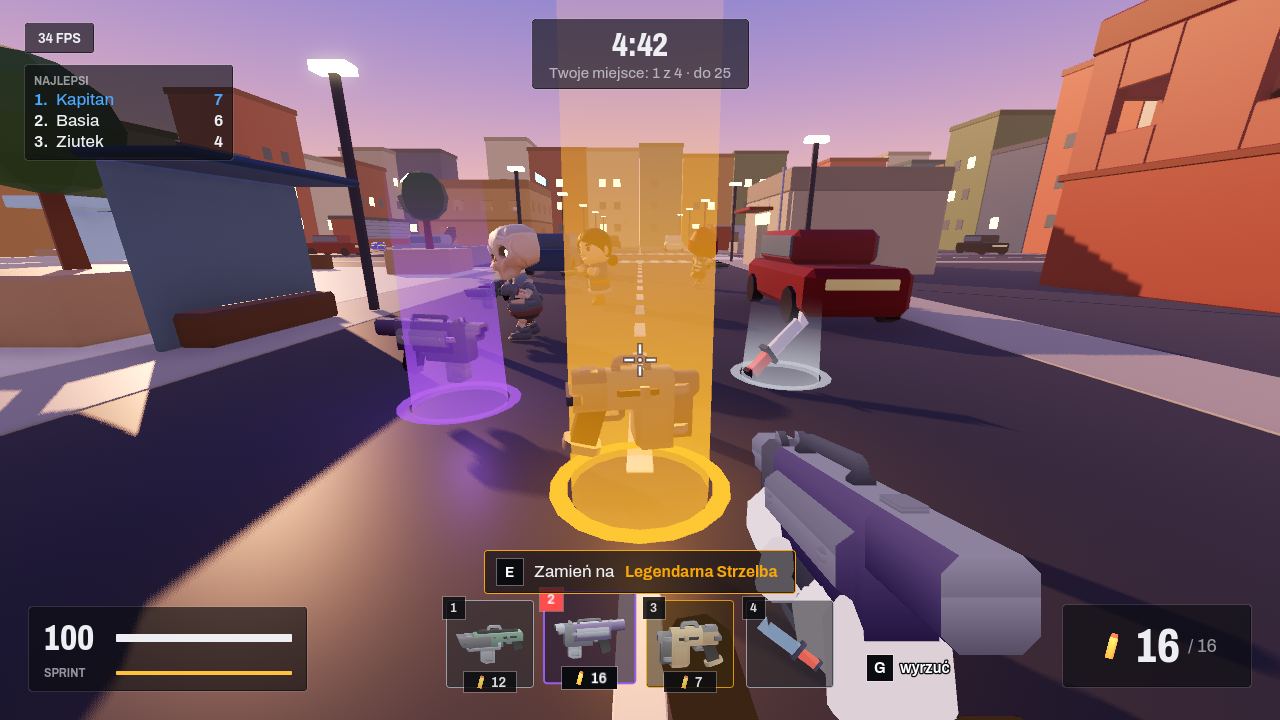 34 FPS
NAJLEPSI
1. Kapitan 7
2. Basia 6
3. Ziutek 4
4:42
Twoje miejsce: 1 z 4 · do 25
E Zamień na Legendarna Strzelba
1 2 3 4
12 16 7
G wyrzuć
100
SPRINT
16 / 16